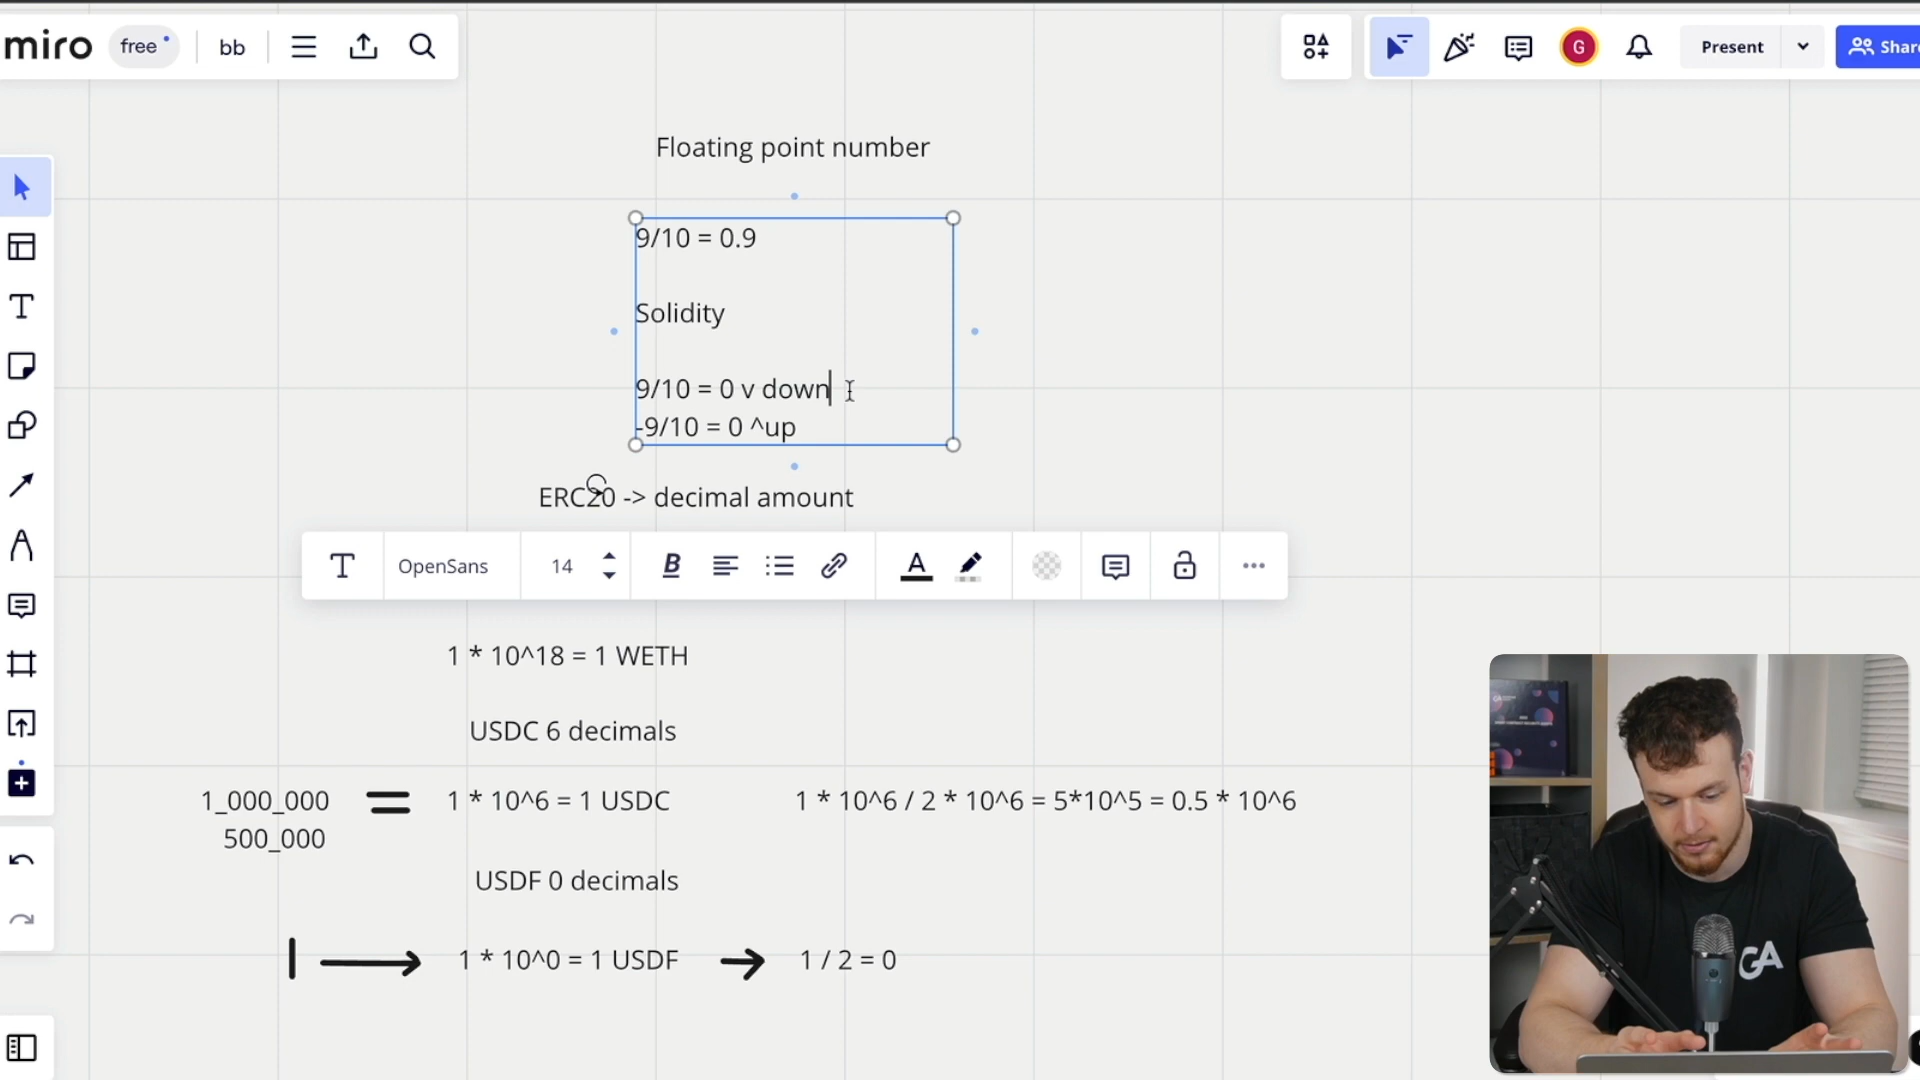 miro
free
bb
Present
Share
G
Floating point number
9/10 = 0.9
Solidity
9/10 = 0 v down
-9/10 = 0 ^up
ERC20 -> decimal amount
OpenSans
14
B
A
1 * 10^18 = 1 WETH
USDC 6 decimals
1_000_000
500_000
=
1 * 10^6 = 1 USDC
1 * 10^6 / 2 * 10^6 = 5*10^5 = 0.5 * 10^6
USDF 0 decimals
1 * 10^0 = 1 USDF
1 / 2 = 0
GA